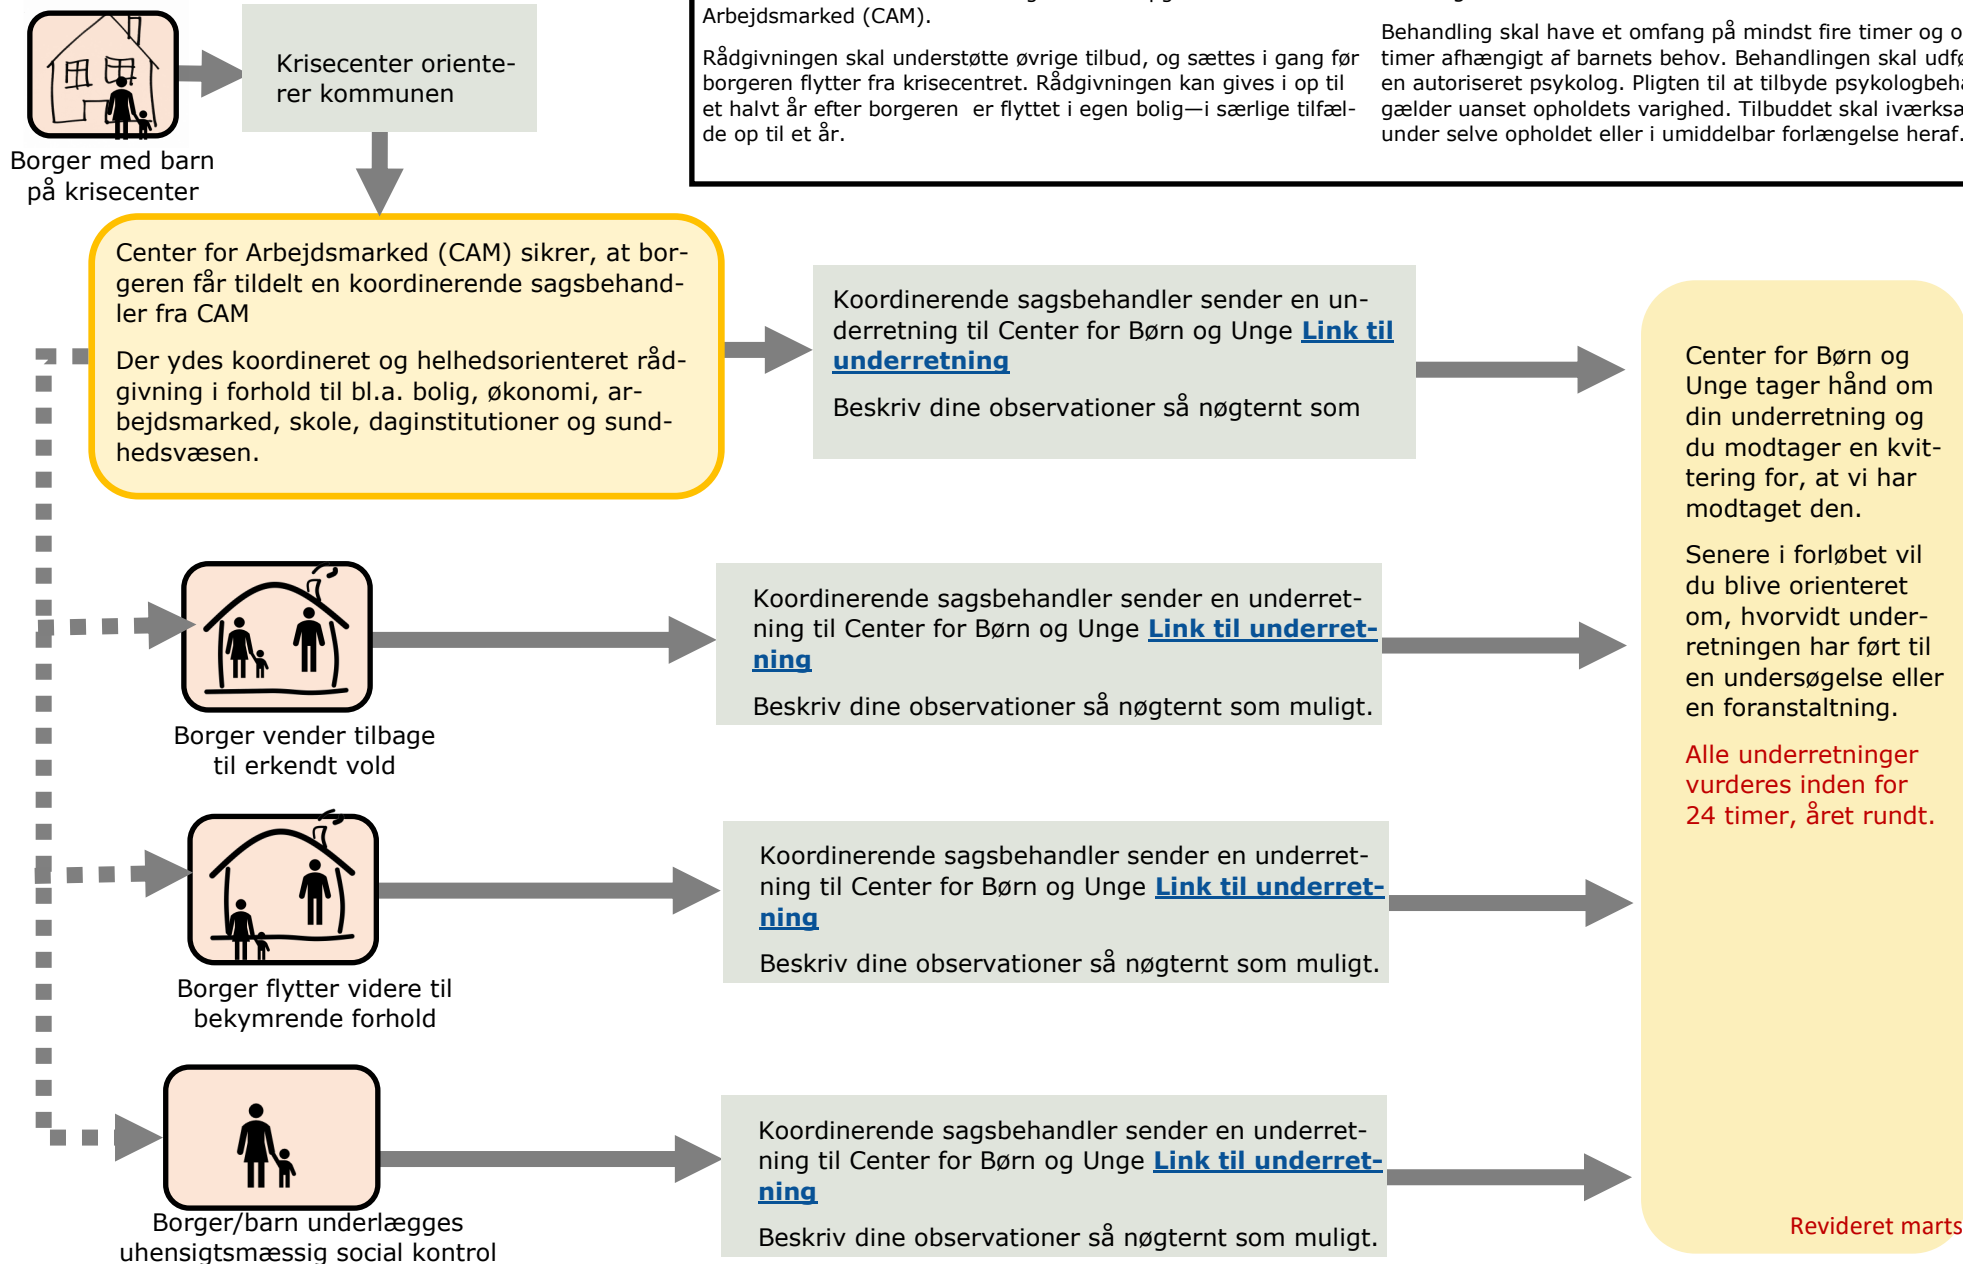 Arbejdsmarked (CAM).
Rådgivningen skal understøtte øvrige tilbud, og sættes i gang før
borgeren flytter fra krisecentret. Rådgivningen kan gives i op til
et halvt år efter borgeren er flyttet i egen bolig—i særlige tilfæl-
de op til et år.
Behandling skal have et omfang på mindst fire timer og o
timer afhængigt af barnets behov. Behandlingen skal udfø
en autoriseret psykolog. Pligten til at tilbyde psykologbeha
gælder uanset opholdets varighed. Tilbuddet skal iværksæ
under selve opholdet eller i umiddelbar forlængelse heraf.
Krisecenter oriente-
rer kommunen
Borger med barn
på krisecenter
Center for Arbejdsmarked (CAM) sikrer, at bor-
geren får tildelt en koordinerende sagsbehand-
ler fra CAM
Der ydes koordineret og helhedsorienteret råd-
givning i forhold til bl.a. bolig, økonomi, ar-
bejdsmarked, skole, daginstitutioner og sund-
hedsvæsen.
Koordinerende sagsbehandler sender en un-
derretning til Center for Børn og Unge Link til
underretning
Beskriv dine observationer så nøgternt som
Center for Børn og
Unge tager hånd om
din underretning og
du modtager en kvit-
tering for, at vi har
modtaget den.
Senere i forløbet vil
du blive orienteret
om, hvorvidt under-
retningen har ført til
en undersøgelse eller
en foranstaltning.
Alle underretninger
vurderes inden for
24 timer, året rundt.
Koordinerende sagsbehandler sender en underret-
ning til Center for Børn og Unge Link til underret-
ning
Beskriv dine observationer så nøgternt som muligt.
Borger vender tilbage
til erkendt vold
Koordinerende sagsbehandler sender en underret-
ning til Center for Børn og Unge Link til underret-
ning
Beskriv dine observationer så nøgternt som muligt.
Borger flytter videre til
bekymrende forhold
Koordinerende sagsbehandler sender en underret-
ning til Center for Børn og Unge Link til underret-
ning
Beskriv dine observationer så nøgternt som muligt.
Borger/barn underlægges
uhensigtsmæssig social kontrol
Revideret marts